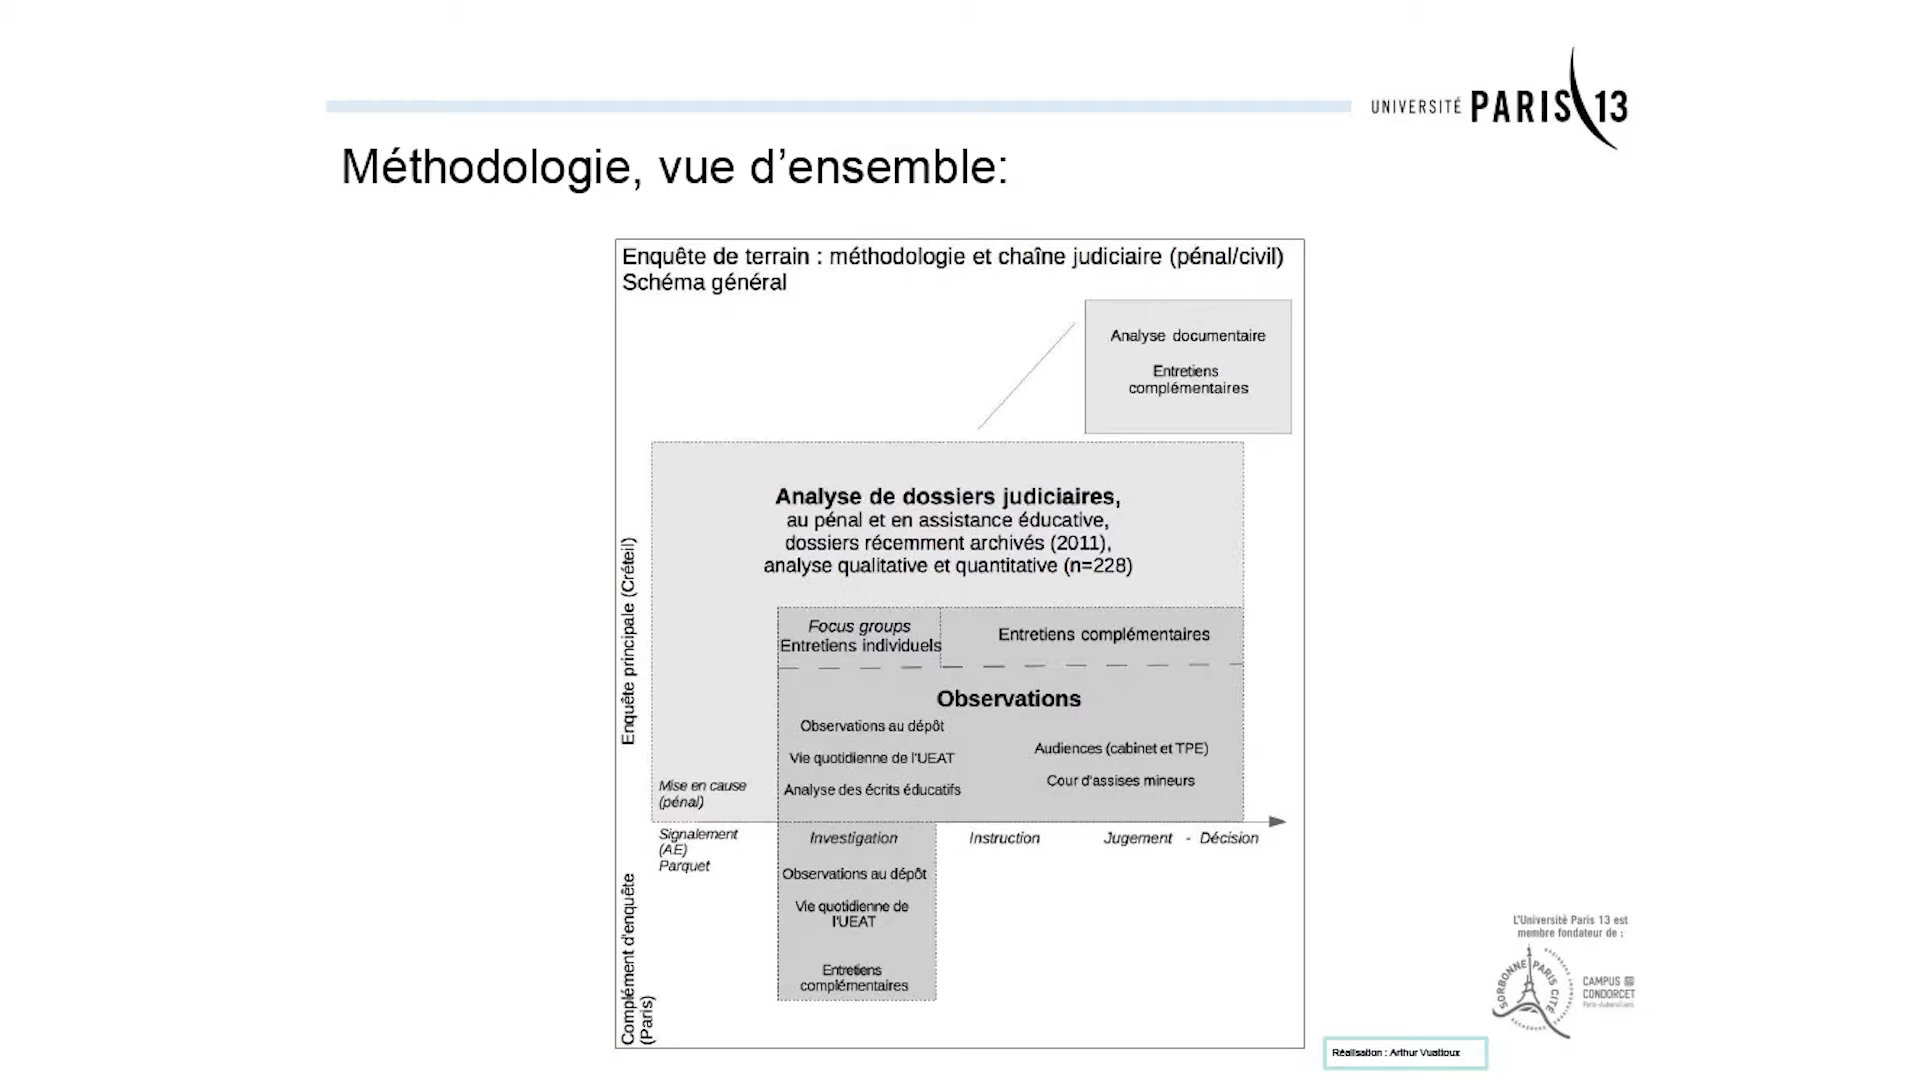 UNIVERSITÉ PARIS 13
Méthodologie, vue d’ensemble:
Enquête de terrain : méthodologie et chaîne judiciaire (pénal/civil)
Schéma général
Analyse documentaire
Entretiens
complémentaires
Analyse de dossiers judiciaires,
au pénal et en assistance éducative,
dossiers récemment archivés (2011),
analyse qualitative et quantitative (n=228)
Enquête principale (Créteil)
Focus groups
Entretiens individuels
Entretiens complémentaires
Observations
Observations au dépôt
Vie quotidienne de l'UEAT
Analyse des écrits éducatifs
Audiences (cabinet et TPE)
Cour d'assises mineurs
Mise en cause
(pénal)
Signalement
(AE)
Parquet
Investigation
Instruction
Jugement - Décision
Observations au dépôt
Vie quotidienne de
l'UEAT
Entretiens
complémentaires
Complément d'enquête
(Paris)
L'Université Paris 13 est
membre fondateur de :
SORBONNE PARIS CITÉ
CAMPUS
CONDORCET
Réalisation : Arthur Vuattoux